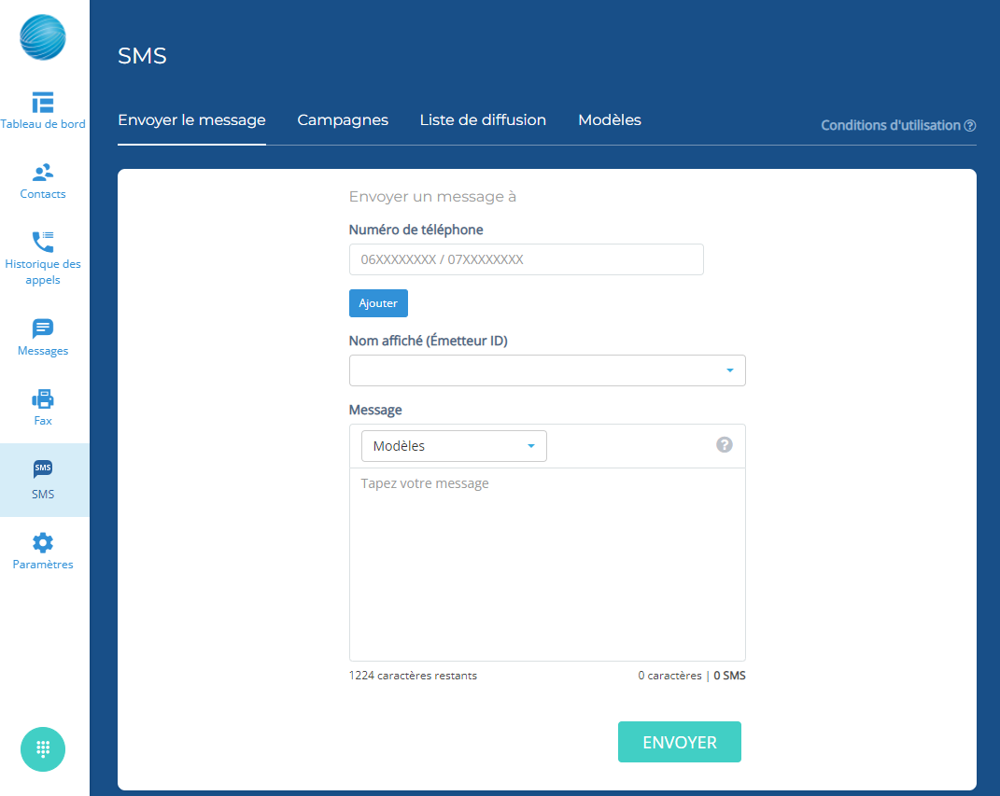 Tableau de bord
Contacts
Historique des
appels
Messages
Fax
SMS
SMS
Paramètres
SMS
Envoyer le message
Campagnes
Liste de diffusion
Modèles
Conditions d'utilisation ?
Envoyer un message à
Numéro de téléphone
06XXXXXXXX / 07XXXXXXXX
Ajouter
Nom affiché (Émetteur ID)
Message
Modèles
?
Tapez votre message
1224 caractères restants
0 caractères | 0 SMS
ENVOYER